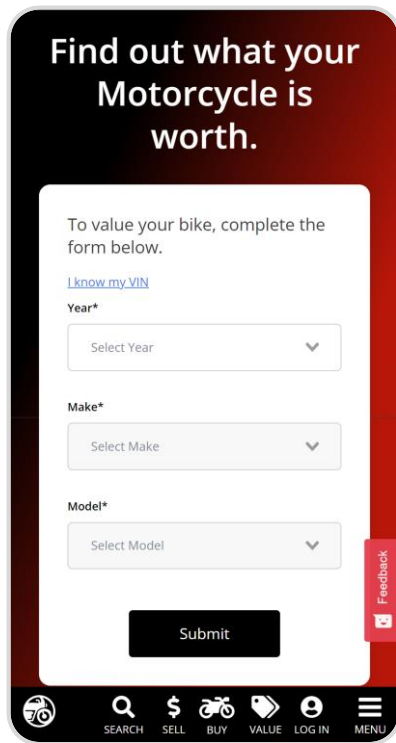 Find out what your
Motorcycle is
worth.
To value your bike, complete the
form below.
I know my VIN
Year*
Select Year
Make*
Select Make
Model*
Select Model
Feedback
Submit
SEARCH SELL BUY VALUE LOG IN MENU